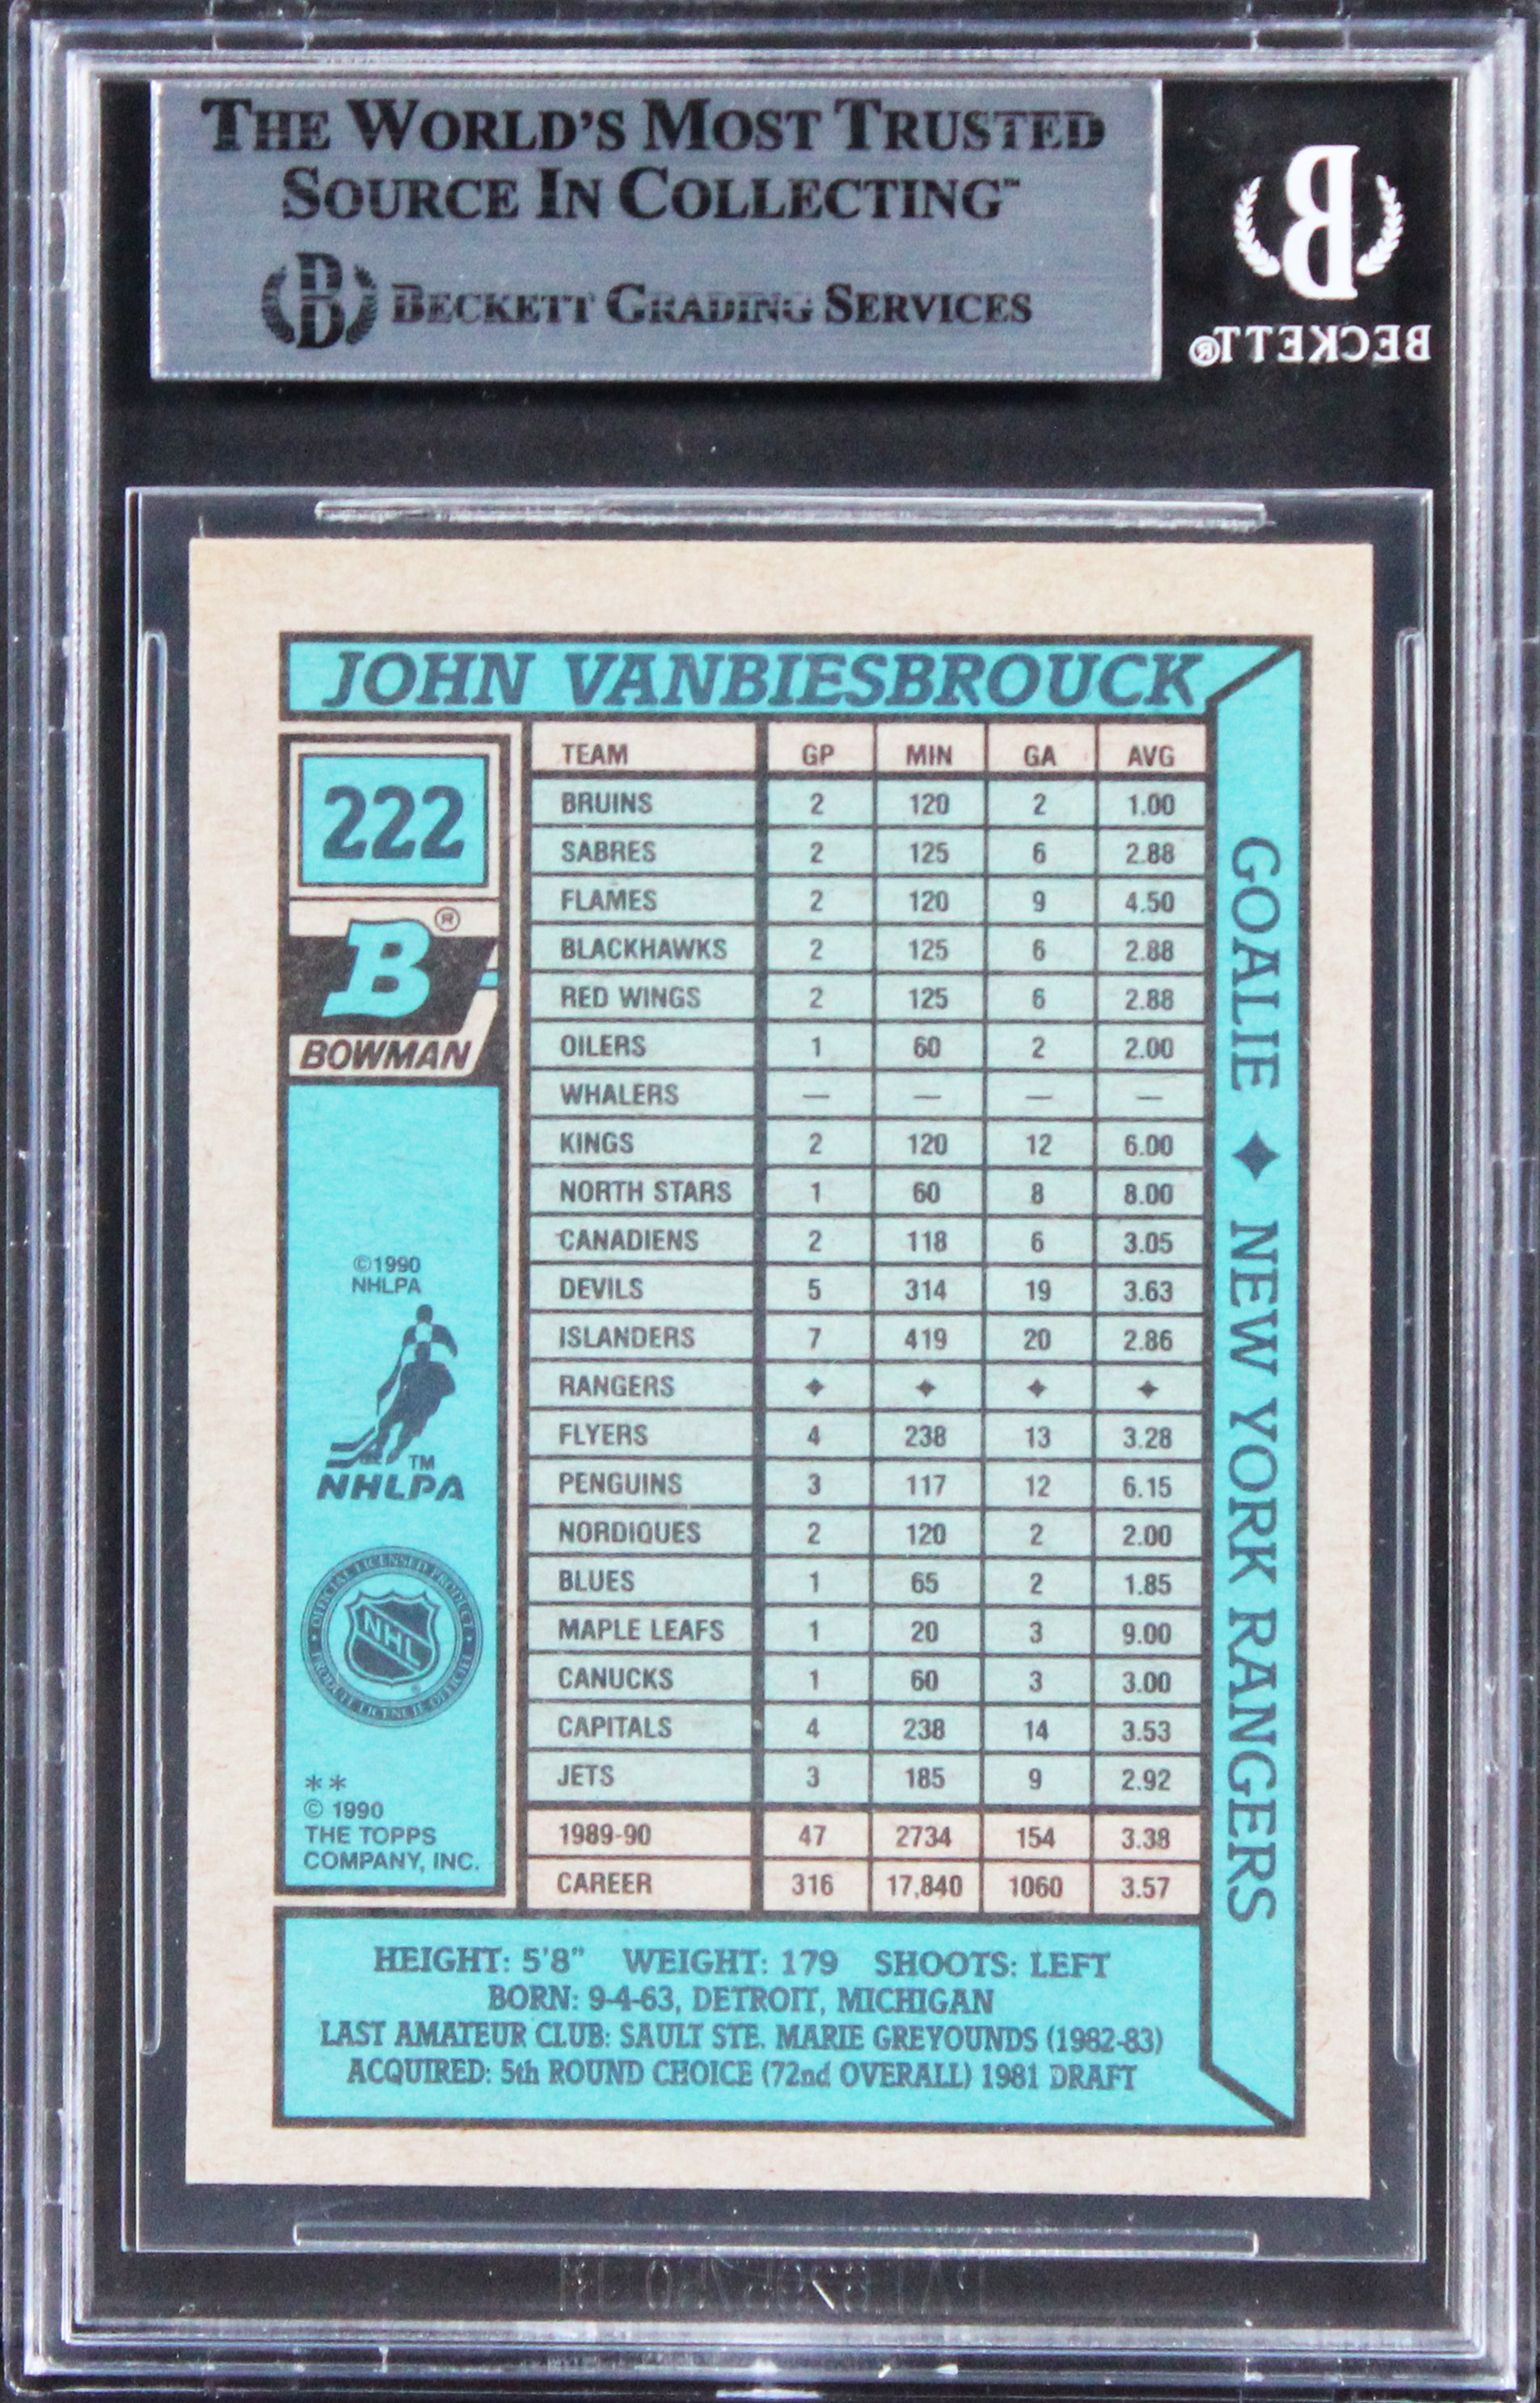 THE WORLD'S MOST TRUSTED
SOURCE IN COLLECTING™
BECKETT GRADING SERVICES
B
BECKETT®
JOHN VANBIESBROUCK
222
B®
BOWMAN
©1990
NHLPA
TM
NHLPA
OFFICIAL LICENSED PRODUCT
NHL®
PRODUIT LICENCIE OFFICIEL
**
© 1990
THE TOPPS
COMPANY, INC.
TEAM GP MIN GA AVG
BRUINS 2 120 2 1.00
SABRES 2 125 6 2.88
FLAMES 2 120 9 4.50
BLACKHAWKS 2 125 6 2.88
RED WINGS 2 125 6 2.88
OILERS 1 60 2 2.00
WHALERS — — — —
KINGS 2 120 12 6.00
NORTH STARS 1 60 8 8.00
CANADIENS 2 118 6 3.05
DEVILS 5 314 19 3.63
ISLANDERS 7 419 20 2.86
RANGERS ✦ ✦ ✦ ✦
FLYERS 4 238 13 3.28
PENGUINS 3 117 12 6.15
NORDIQUES 2 120 2 2.00
BLUES 1 65 2 1.85
MAPLE LEAFS 1 20 3 9.00
CANUCKS 1 60 3 3.00
CAPITALS 4 238 14 3.53
JETS 3 185 9 2.92
1989-90 47 2734 154 3.38
CAREER 316 17,840 1060 3.57
GOALIE ✦ NEW YORK RANGERS
HEIGHT: 5'8" WEIGHT: 179 SHOOTS: LEFT
BORN: 9-4-63, DETROIT, MICHIGAN
LAST AMATEUR CLUB: SAULT STE. MARIE GREYOUNDS (1982-83)
ACQUIRED: 5th ROUND CHOICE (72nd OVERALL) 1981 DRAFT